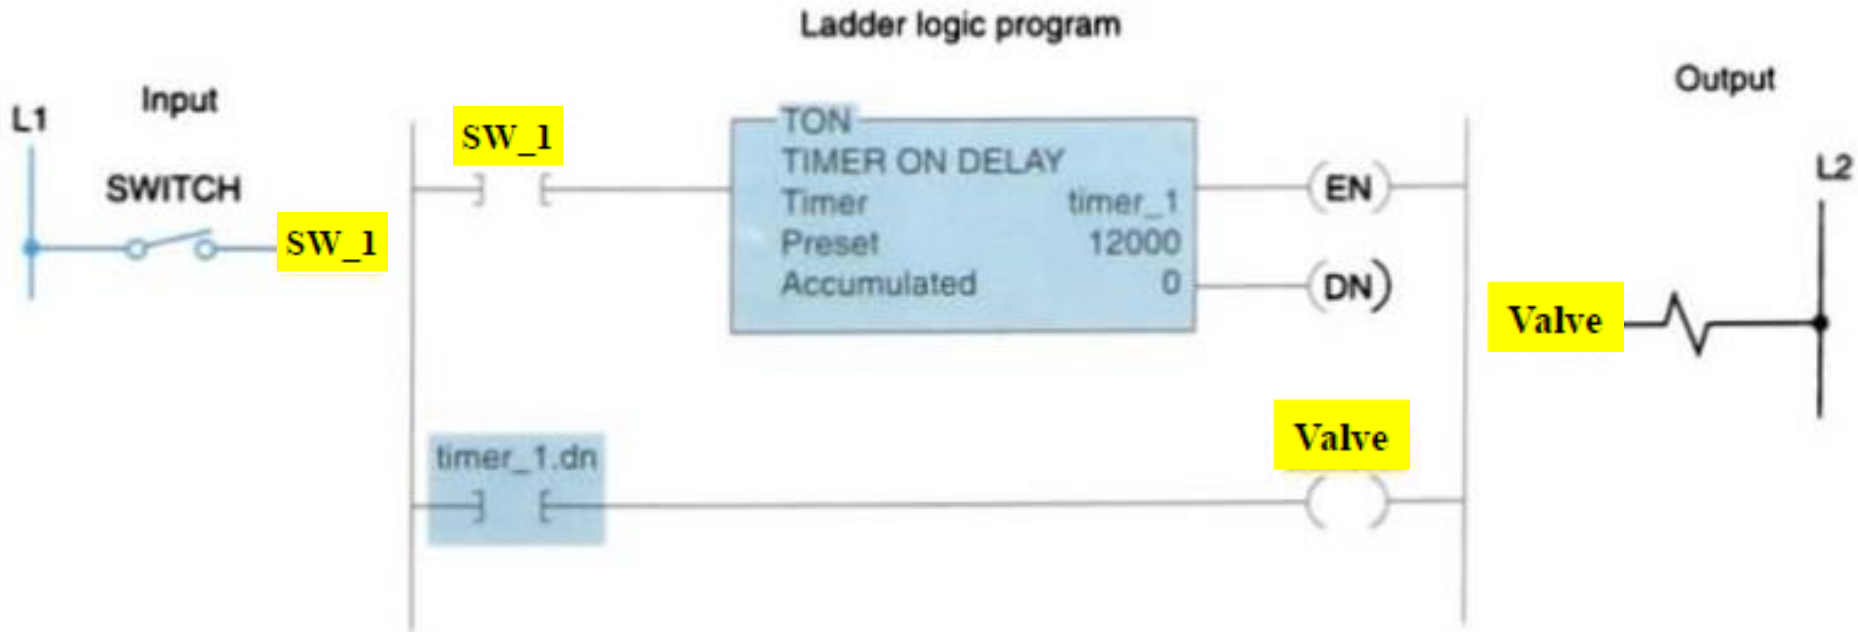 Ladder logic program
Input
Output
L1
SWITCH
SW_1
SW_1
TON
TIMER ON DELAY
Timer timer_1
Preset 12000
Accumulated 0
(EN)
(DN)
L2
Valve
timer_1.dn
Valve